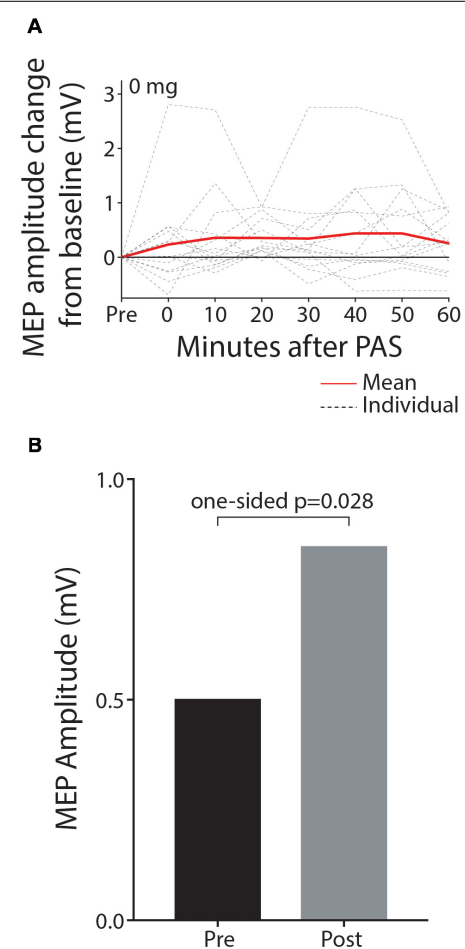 A
0 mg
MEP amplitude change
from baseline (mV)
3
2
1
0
Pre 0 10 20 30 40 50 60
Minutes after PAS
Mean
Individual
B
one-sided p=0.028
MEP Amplitude (mV)
1.0
0.5
0.0
Pre Post